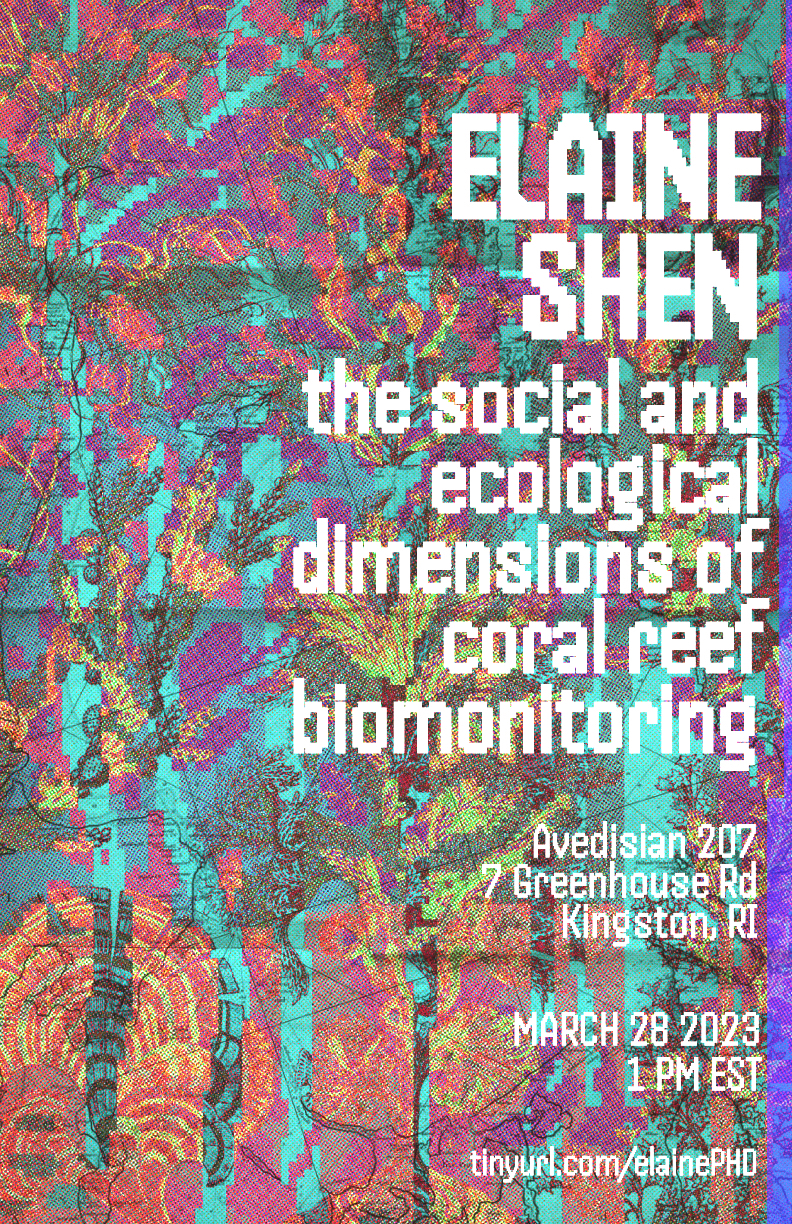 ELAINE
SHEN
the social and
ecological
dimensions of
coral reef
biomonitoring
Avedisian 207
7 Greenhouse Rd
Kingston, RI
MARCH 28 2023
1 PM EST
tinyurl.com/elainePHD